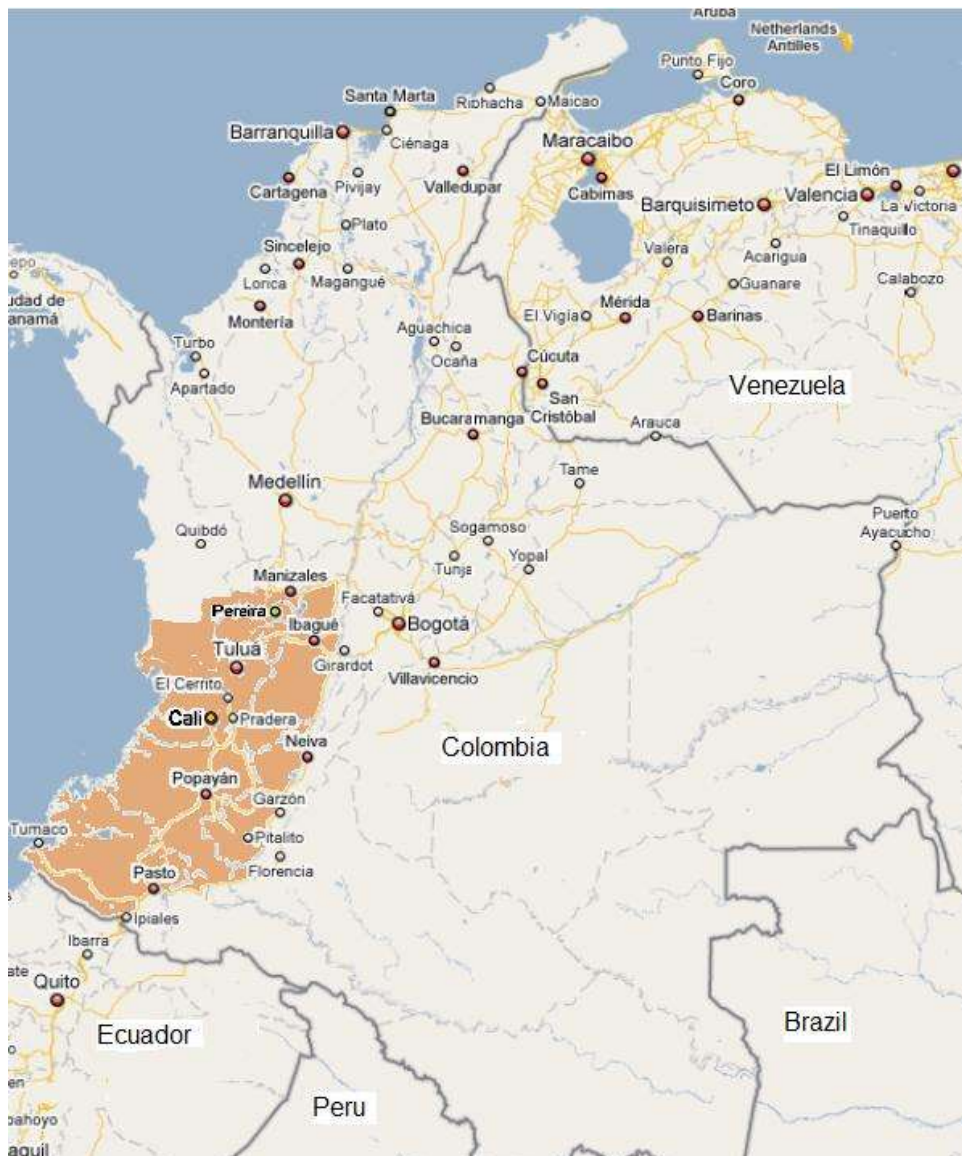 Aruba
Netherlands
Antilles
Punto Fijo
Coro
Santa Marta
Riohacha
Maicao
Barranquilla
Ciénaga
Maracaibo
El Limón
Cartagena
Pivijay
Valledupar
Cabimas
Valencia
La Victoria
Barquisimeto
Plato
Tinaquillo
Sincelejo
Valera
Acarigua
Lorica
Magangué
Guanare
Calabozo
Ciudad de
Panamá
Montería
El Vigía
Mérida
Barinas
Aguachica
Turbo
Ocaña
Cúcuta
Apartado
San
Cristóbal
Venezuela
Bucaramanga
Arauca
Tame
Medellín
Puerto
Ayacucho
Quibdó
Sogamoso
Tunja
Yopal
Manizales
Pereira
Facatativá
Ibagué
Bogotá
Tuluá
Girardot
Villavicencio
El Cerrito
Cali
Pradera
Neiva
Colombia
Popayán
Garzón
Tumaco
Pitalito
Florencia
Pasto
Ipiales
Ibarra
Quito
Ecuador
Brazil
Peru